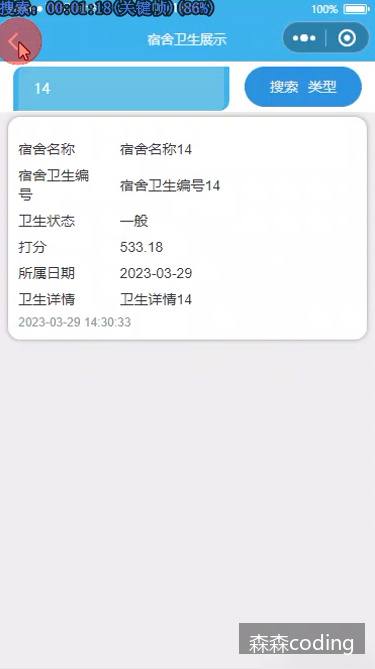 搜索: 00:01:18(关键帧)(86%)
100%
宿舍卫生展示
14
搜索 类型
宿舍名称 宿舍名称14
宿舍卫生编号 宿舍卫生编号14
卫生状态 一般
打分 533.18
所属日期 2023-03-29
卫生详情 卫生详情14
2023-03-29 14:30:33
森森coding